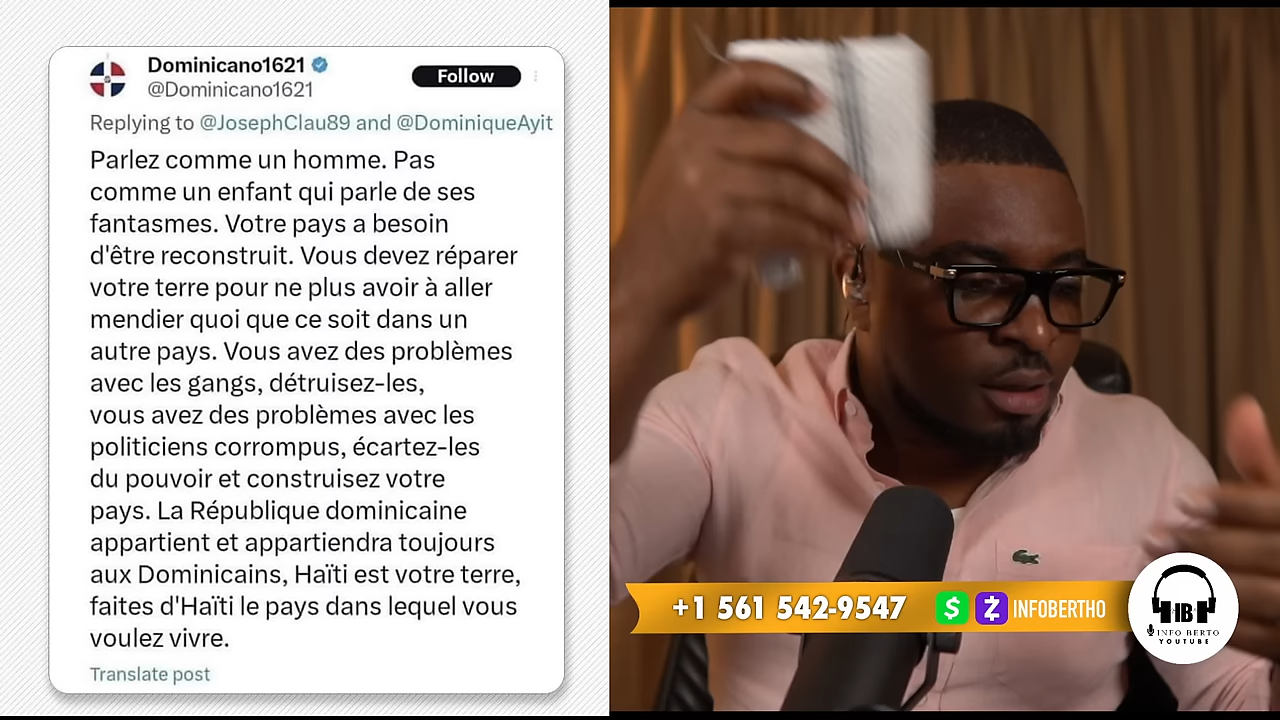 Dominicano1621
@Dominicano1621
Follow
Replying to @JosephClau89 and @DominiqueAyit
Parlez comme un homme. Pas
comme un enfant qui parle de ses
fantasmes. Votre pays a besoin
d'être reconstruit. Vous devez réparer
votre terre pour ne plus avoir à aller
mendier quoi que ce soit dans un
autre pays. Vous avez des problèmes
avec les gangs, détruisez-les,
vous avez des problèmes avec les
politiciens corrompus, écartez-les
du pouvoir et construisez votre
pays. La République dominicaine
appartient et appartiendra toujours
aux Dominicains, Haïti est votre terre,
faites d'Haïti le pays dans lequel vous
voulez vivre.
Translate post
+1 561 542-9547
$
Z
INFOBERTHO
IB
INFO BERTO
YOUTUBE